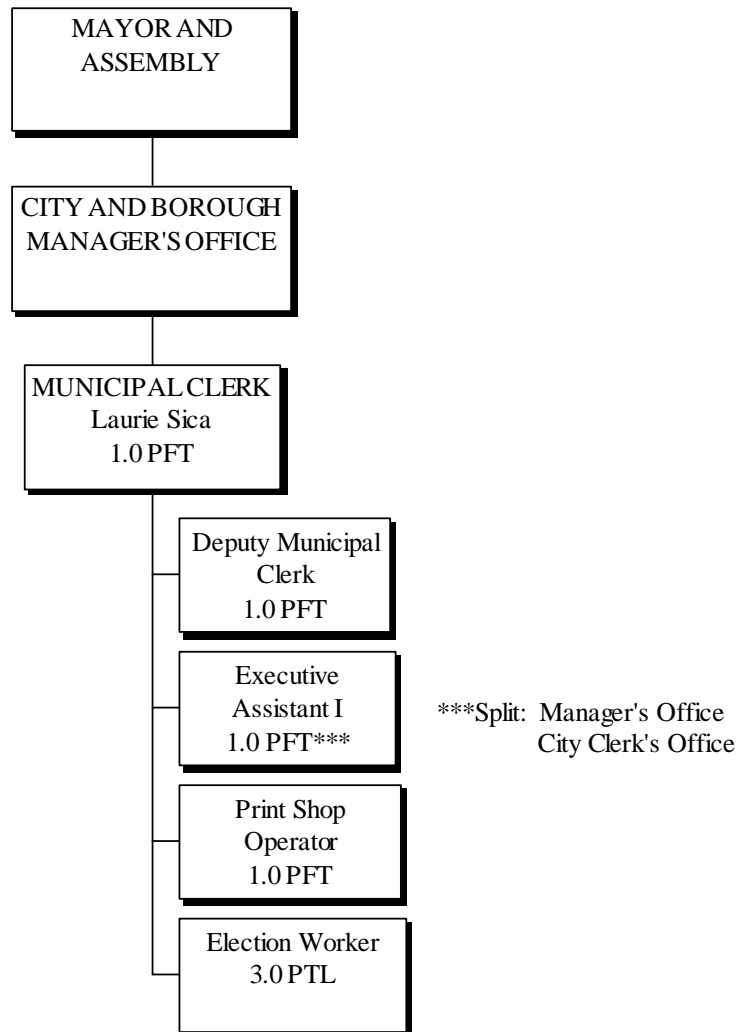 MAYOR AND
ASSEMBLY
CITY AND BOROUGH
MANAGER'S OFFICE
MUNICIPAL CLERK
Laurie Sica
1.0 PFT
Deputy Municipal
Clerk
1.0 PFT
Executive
Assistant I
1.0 PFT***
***Split: Manager's Office
City Clerk's Office
Print Shop
Operator
1.0 PFT
Election Worker
3.0 PTL